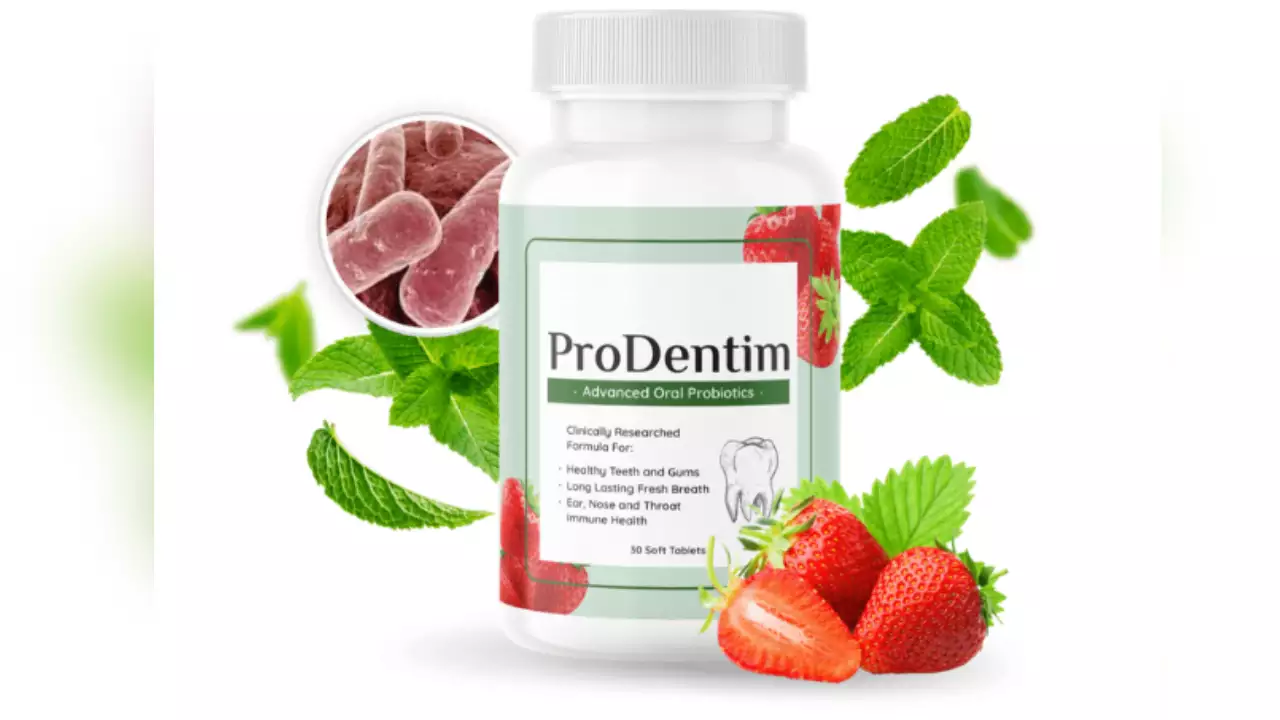 ProDentim
· Advanced Oral Probiotics ·
Clinically Researched
Formula For:
· Healthy Teeth and Gums
· Long Lasting Fresh Breath
· Ear, Nose and Throat
Immune Health
30 Soft Tablets